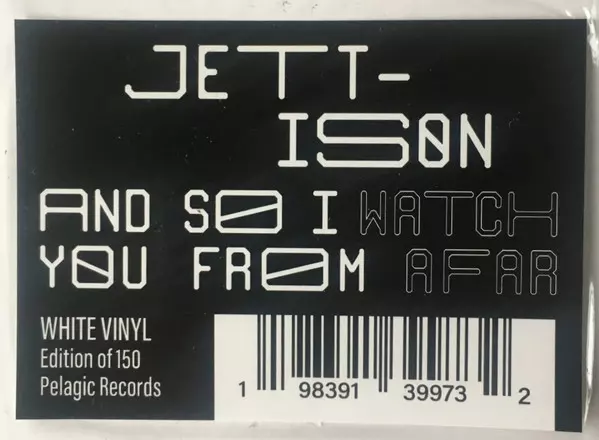 JETT-
ISON
AND SO I WATCH
YOU FROM AFAR
WHITE VINYL
Edition of 150
Pelagic Records
1 98391 39973 2